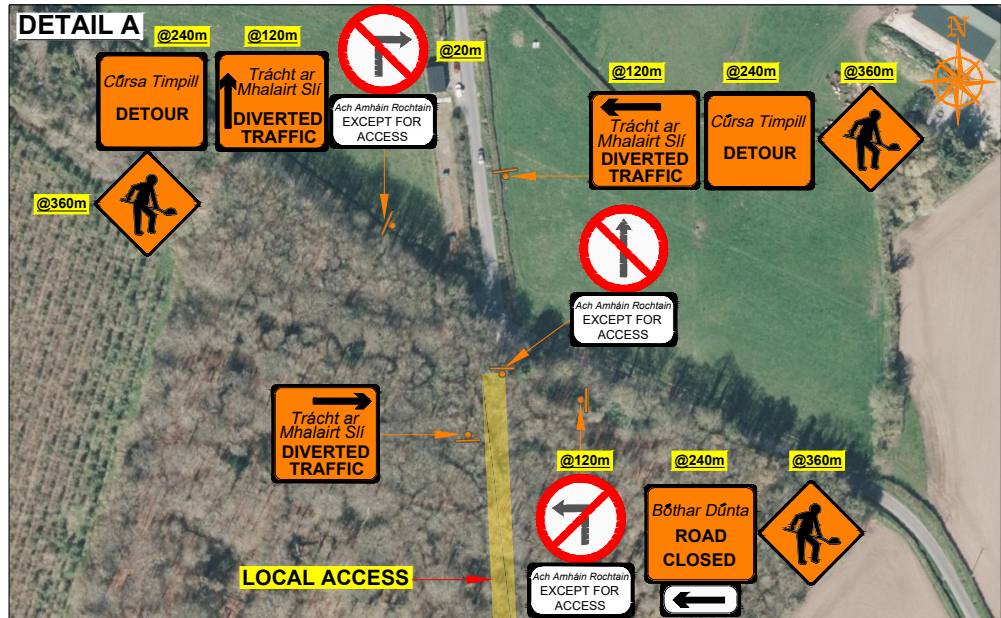 DETAIL A
@240m
Cúrsa Timpill
DETOUR
@120m
Trácht ar
Mhalairt Slí
DIVERTED
TRAFFIC
@20m
Ach Amháin Rochtain
EXCEPT FOR
ACCESS
@360m
@120m
Trácht ar
Mhalairt Slí
DIVERTED
TRAFFIC
@240m
Cúrsa Timpill
DETOUR
@360m
N
Ach Amháin Rochtain
EXCEPT FOR
ACCESS
Trácht ar
Mhalairt Slí
DIVERTED
TRAFFIC
@120m
Ach Amháin Rochtain
EXCEPT FOR
ACCESS
@240m
Bóthar Dúnta
ROAD
CLOSED
@360m
LOCAL ACCESS